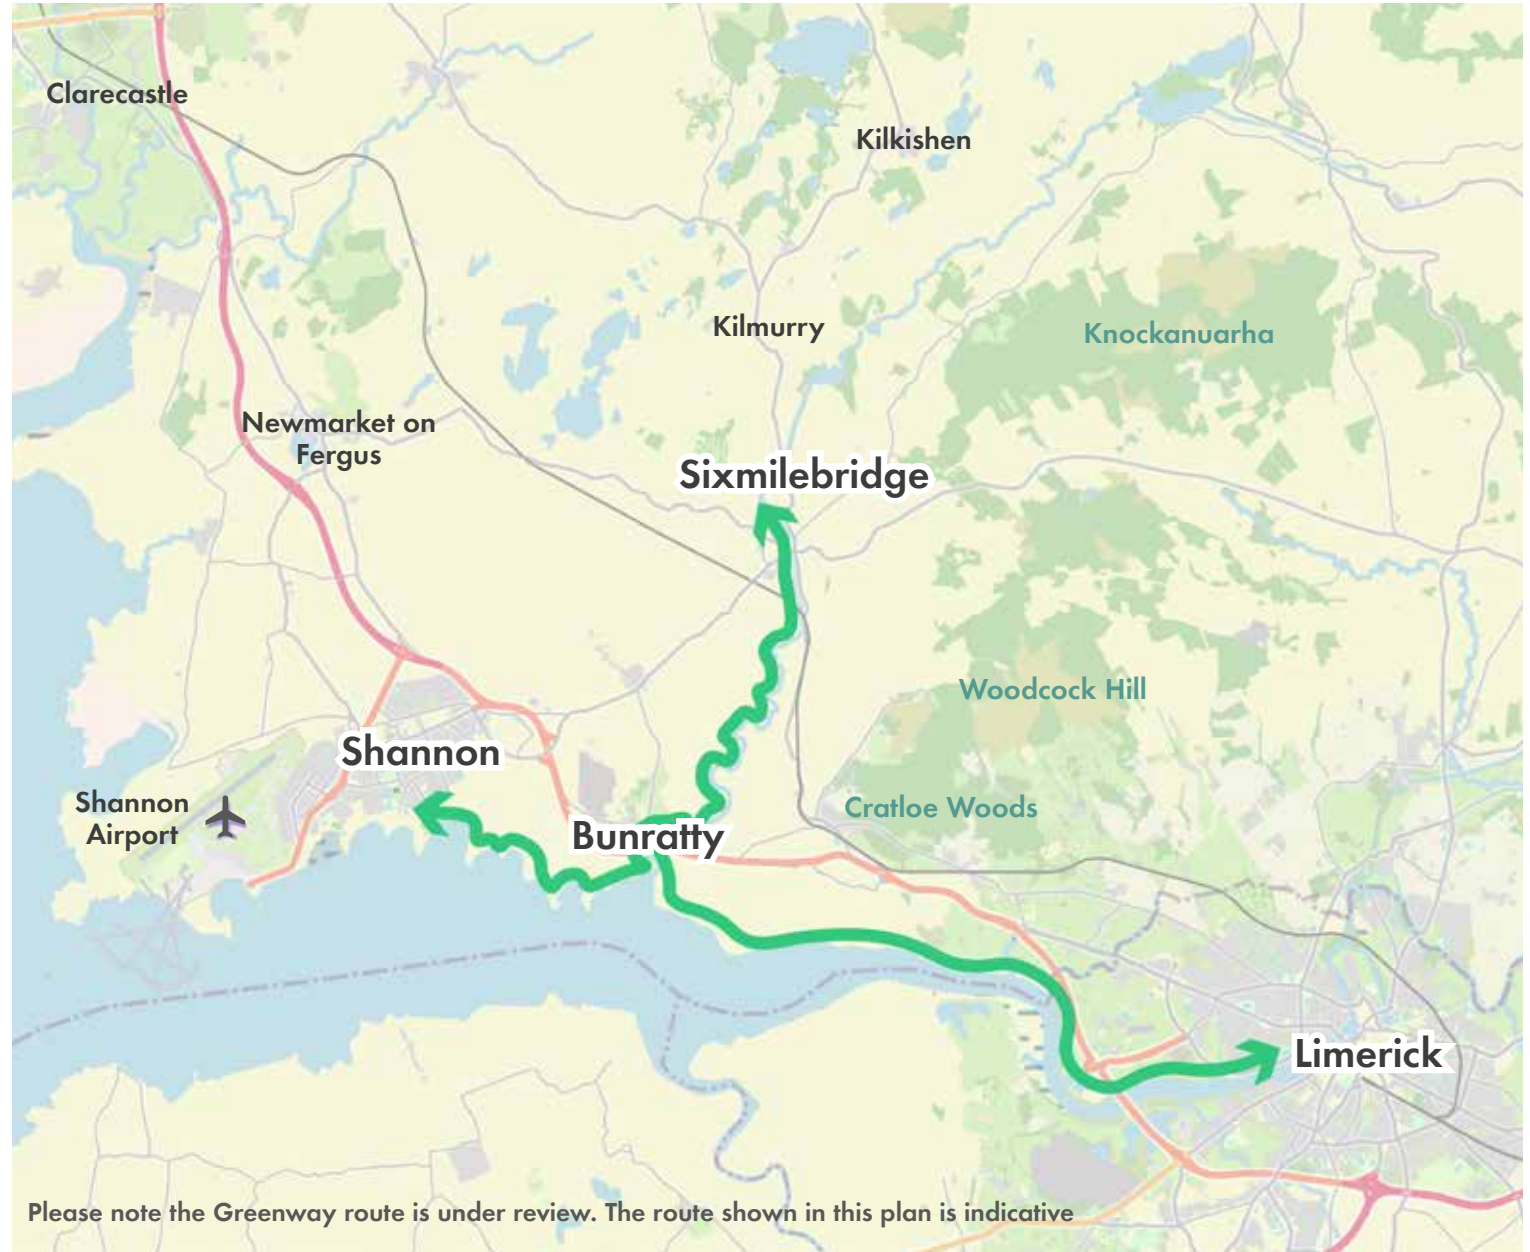 Clarecastle
Kilkishen
Kilmurry
Knockanuarha
Newmarket on
Fergus
Sixmilebridge
Woodcock Hill
Shannon
Shannon
Airport
Cratloe Woods
Bunratty
Limerick
Please note the Greenway route is under review. The route shown in this plan is indicative